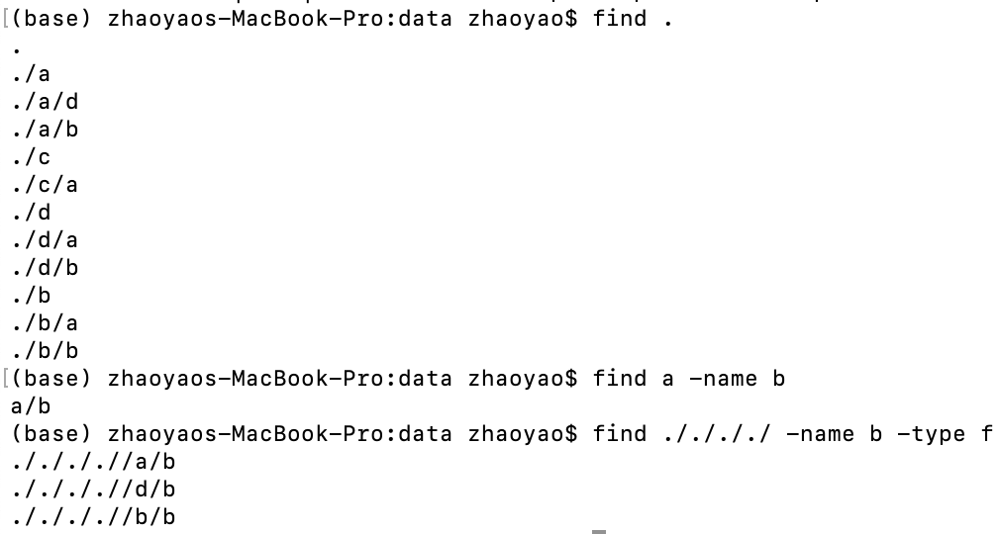 (base) zhaoyaos-MacBook-Pro:data zhaoyao$ find .
.
./a
./a/d
./a/b
./c
./c/a
./d
./d/a
./d/b
./b
./b/a
./b/b
(base) zhaoyaos-MacBook-Pro:data zhaoyao$ find a -name b
a/b
(base) zhaoyaos-MacBook-Pro:data zhaoyao$ find ././././ -name b -type f
././././/a/b
././././/d/b
././././/b/b